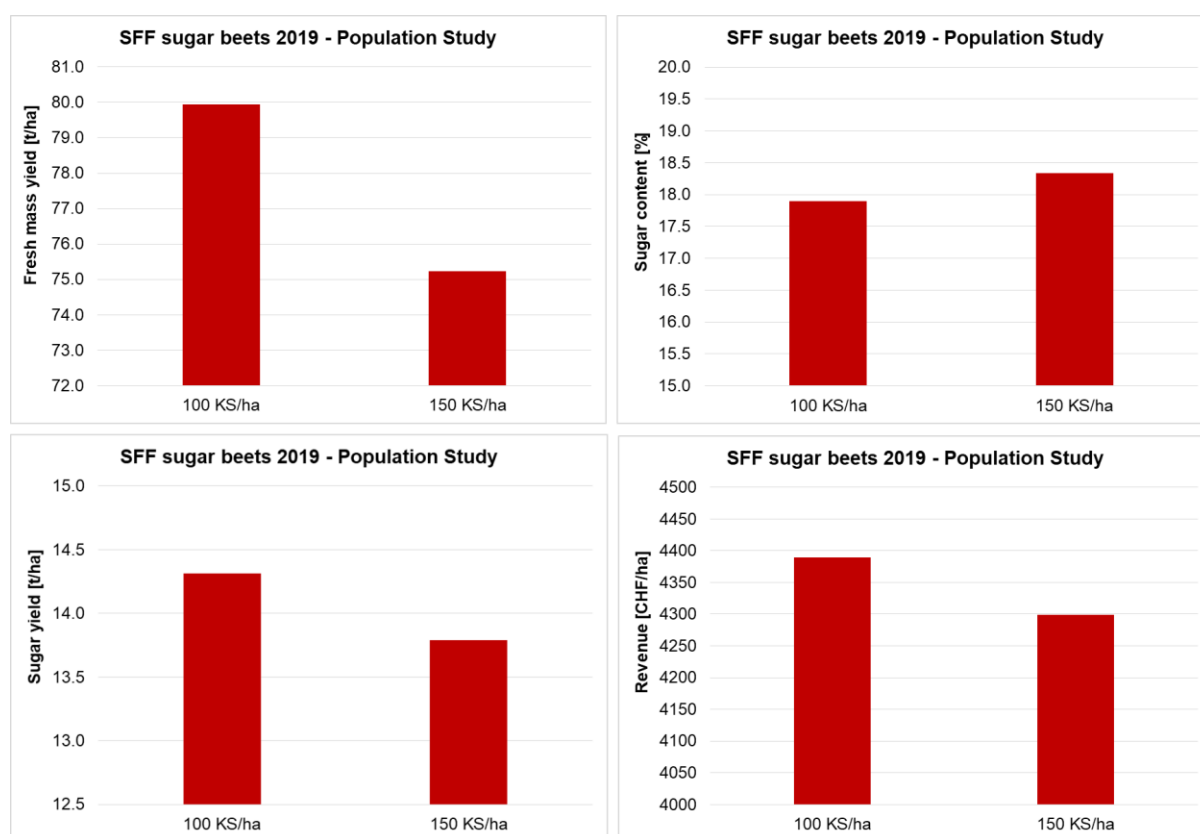 SFF sugar beets 2019 - Population Study
Fresh mass yield [t/ha]
81.0
80.0
79.0
78.0
77.0
76.0
75.0
74.0
73.0
72.0
100 KS/ha
150 KS/ha
SFF sugar beets 2019 - Population Study
Sugar content [%]
20.0
19.5
19.0
18.5
18.0
17.5
17.0
16.5
16.0
15.5
15.0
100 KS/ha
150 KS/ha
SFF sugar beets 2019 - Population Study
Sugar yield [t/ha]
15.0
14.5
14.0
13.5
13.0
12.5
100 KS/ha
150 KS/ha
SFF sugar beets 2019 - Population Study
Revenue [CHF/ha]
4500
4450
4400
4350
4300
4250
4200
4150
4100
4050
4000
100 KS/ha
150 KS/ha